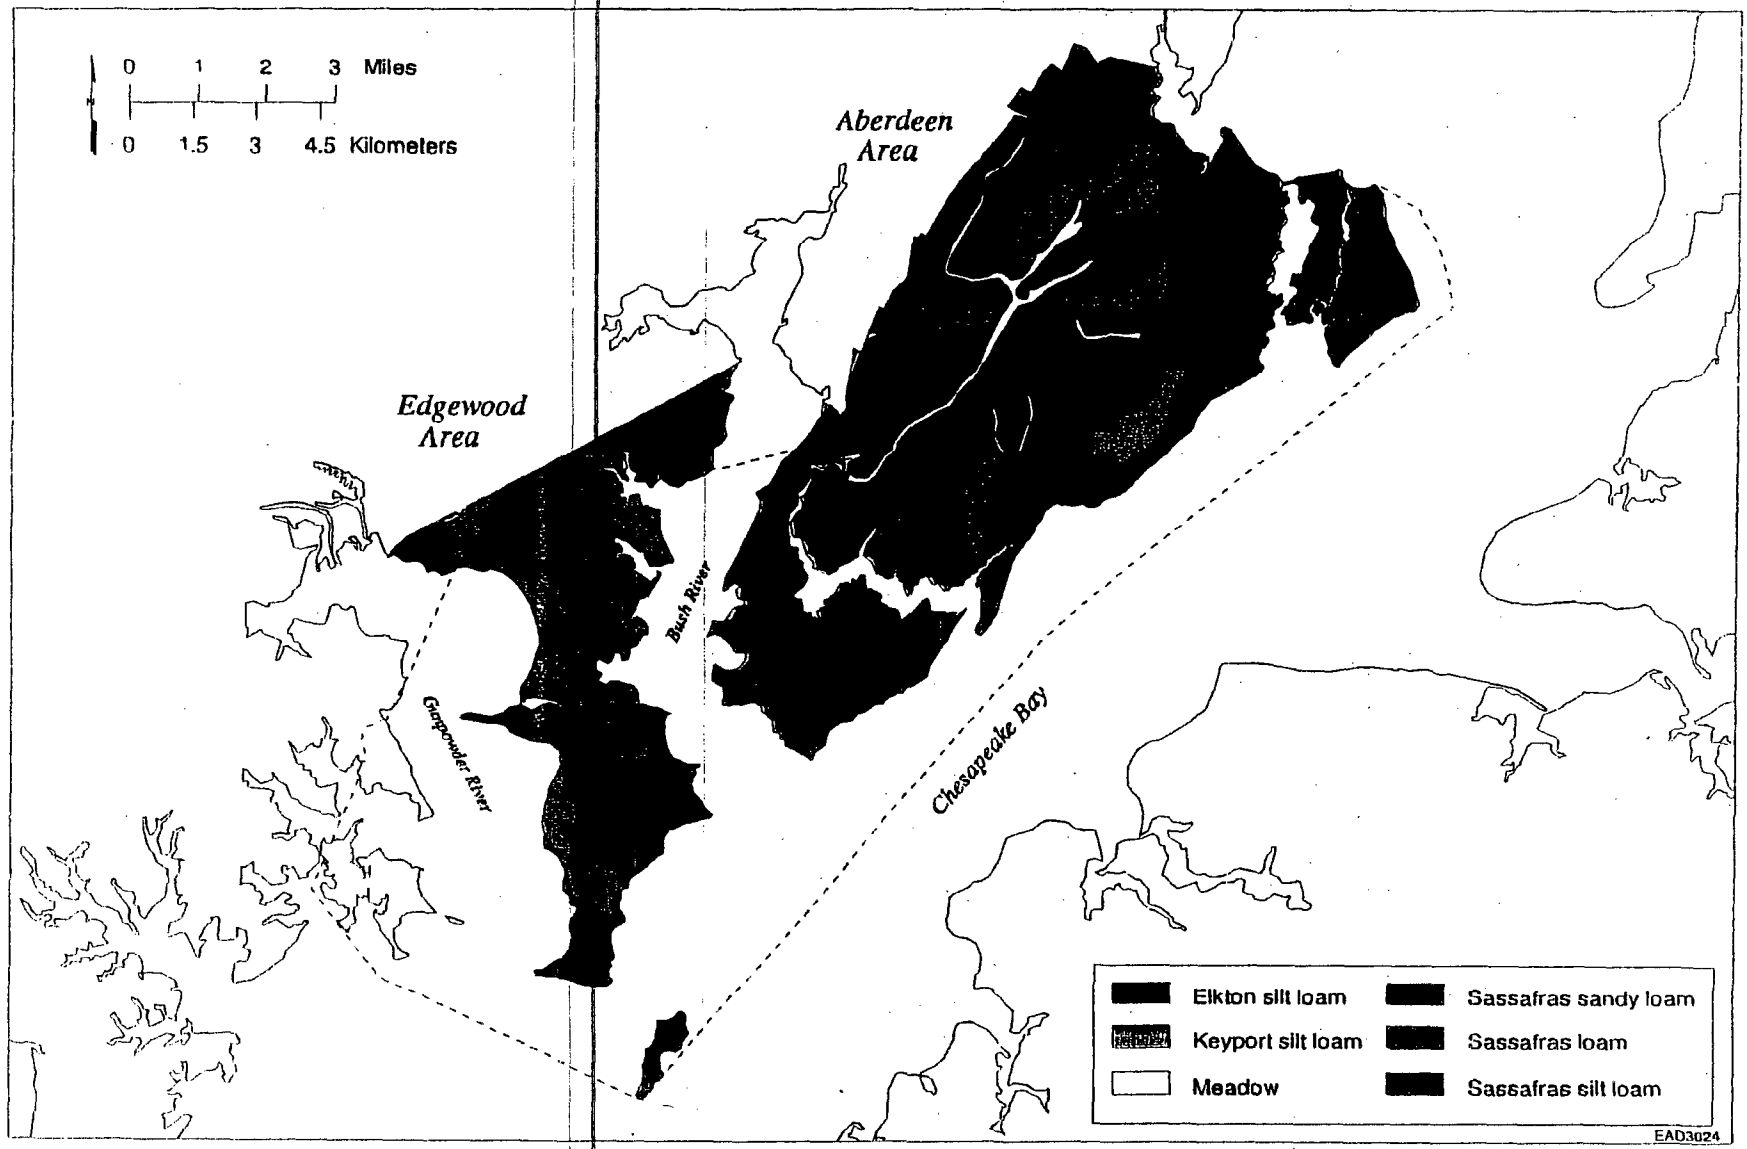 0 1 2 3 Miles
0 1.5 3 4.5 Kilometers
Aberdeen
Area
Edgewood
Area
Bush River
Gunpowder River
Chesapeake Bay
Elkton silt loam
Sassafras sandy loam
Keyport silt loam
Sassafras loam
Meadow
Sassafras silt loam
EAD3024